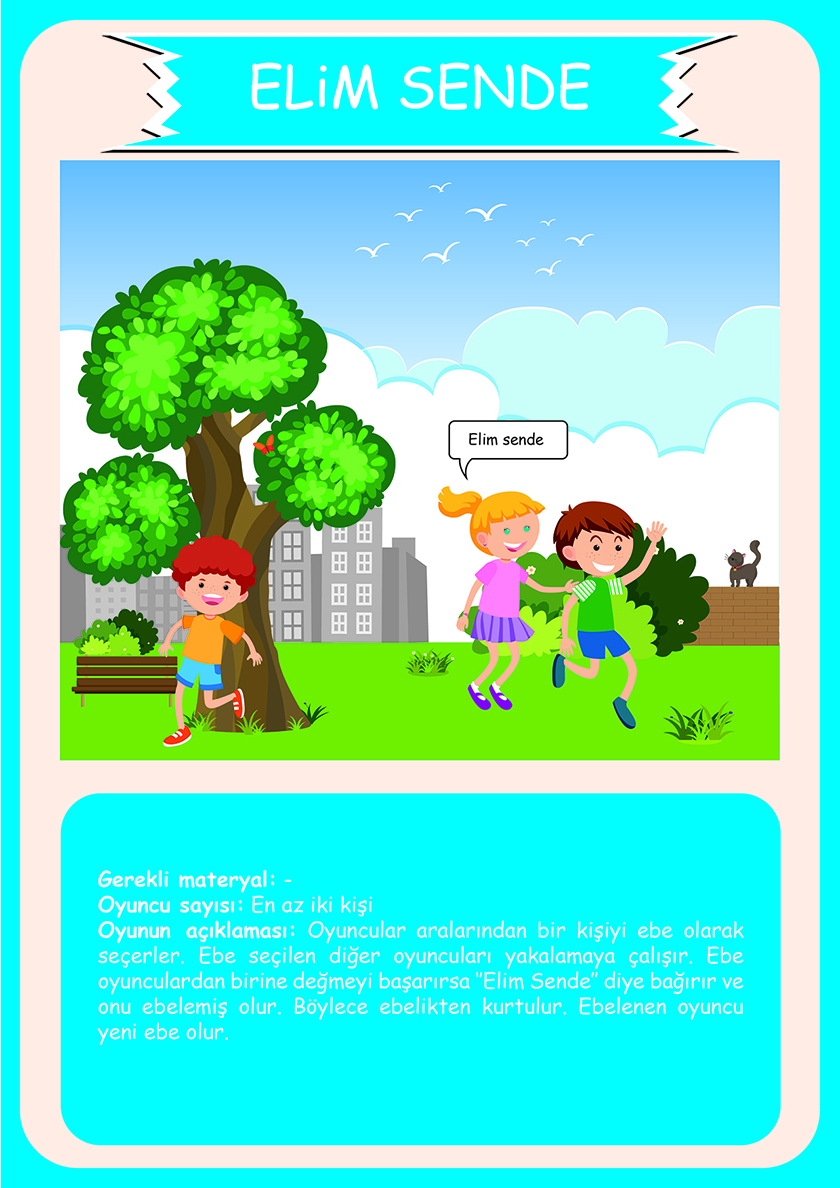 ELiM SENDE
Elim sende
Gerekli materyal: -
Oyuncu sayısı: En az iki kişi
Oyunun açıklaması: Oyuncular aralarından bir kişiyi ebe olarak
seçerler. Ebe seçilen diğer oyuncuları yakalamaya çalışır. Ebe
oyunculardan birine değmeyi başarırsa ‘’Elim Sende’’ diye bağırır ve
onu ebelemiş olur. Böylece ebelikten kurtulur. Ebelenen oyuncu
yeni ebe olur.